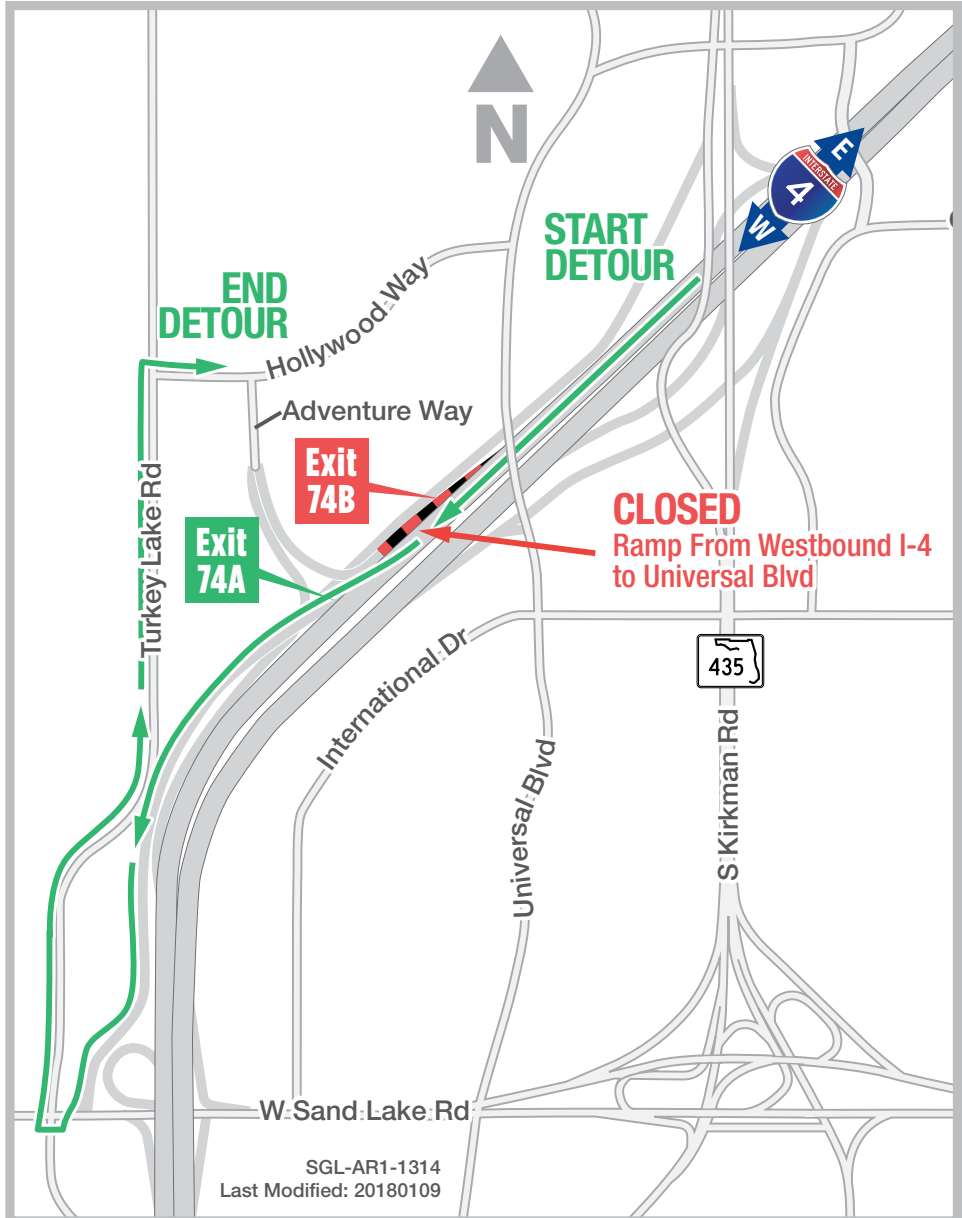 N
E
INTERSTATE
4
W
START
DETOUR
END
DETOUR
Hollywood Way
Adventure Way
Exit
74B
Exit
74A
CLOSED
Ramp From Westbound I-4
to Universal Blvd
Turkey Lake Rd
International Dr
435
Universal Blvd
S Kirkman Rd
W Sand Lake Rd
SGL-AR1-1314
Last Modified: 20180109